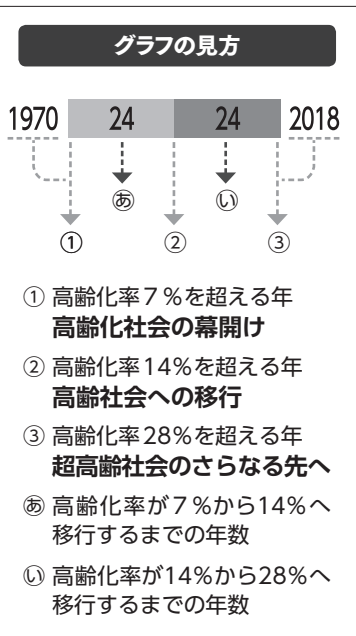 グラフの見方
1970 24 24 2018
あ い
① ② ③
① 高齢化率7%を超える年
高齢化社会の幕開け
② 高齢化率14%を超える年
高齢社会への移行
③ 高齢化率28%を超える年
超高齢社会のさらなる先へ
あ 高齢化率が7%から14%へ
移行するまでの年数
い 高齢化率が14%から28%へ
移行するまでの年数